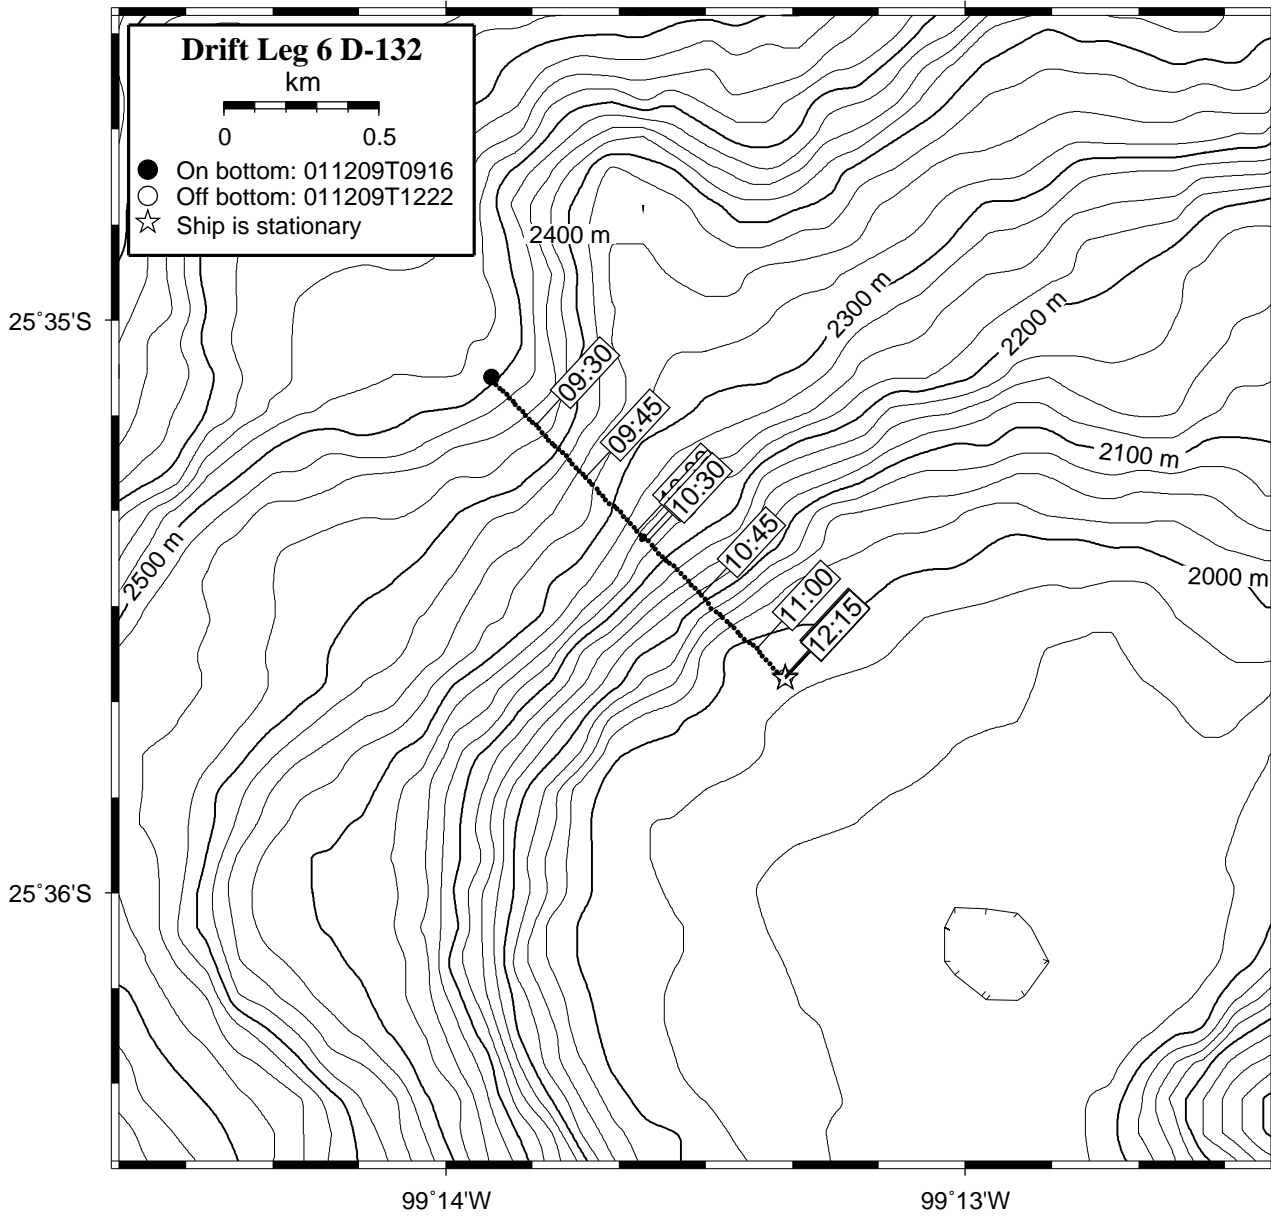 Drift Leg 6 D-132
km
0 0.5
On bottom: 011209T0916
Off bottom: 011209T1222
Ship is stationary
2400 m
2300 m
2200 m
25°35'S
09:30
09:45
10:30
2100 m
10:45
2500 m
2000 m
11:00
12:15
25°36'S
99°14'W
99°13'W